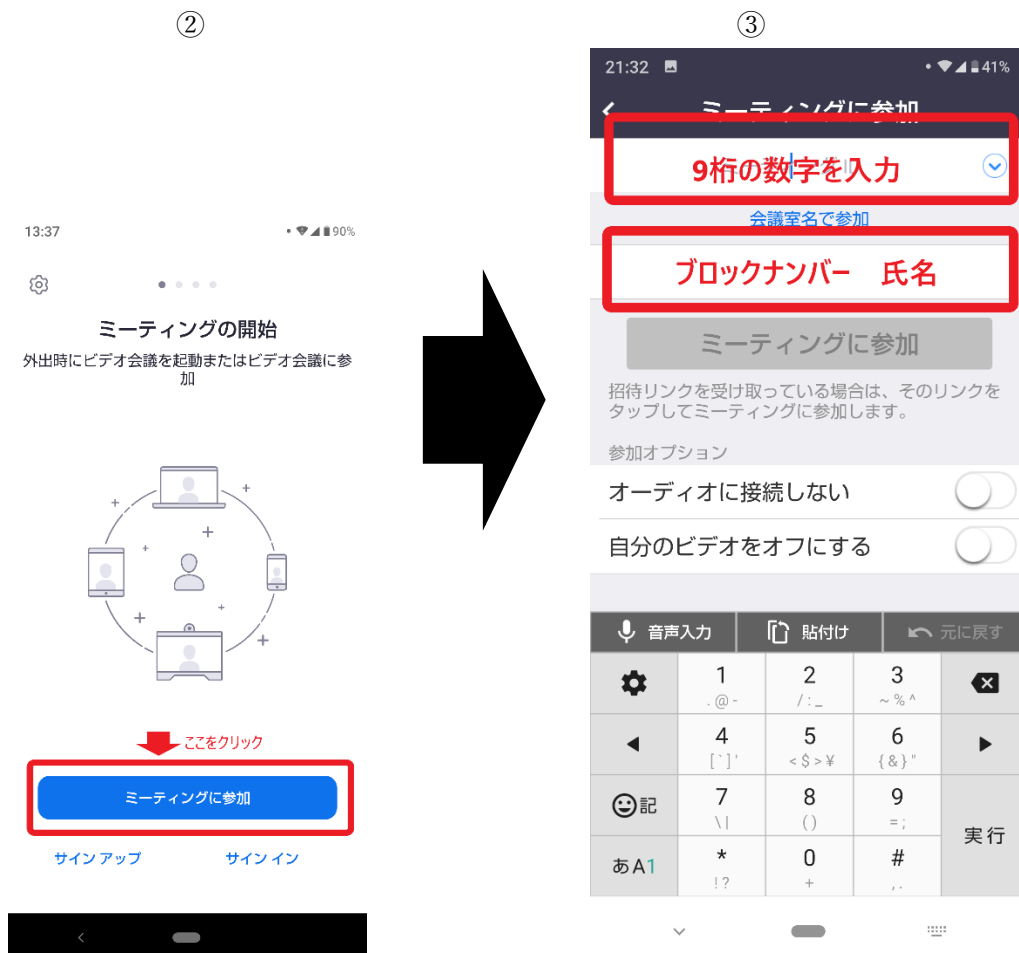 ②
13:37
90%
ミーティングの開始
外出時にビデオ会議を起動またはビデオ会議に参
加
ここをクリック
ミーティングに参加
サイン アップ サイン イン
③
21:32 41%
ミーティングに参加
9桁の数字を入力
会議室名で参加
ブロックナンバー 氏名
ミーティングに参加
招待リンクを受け取っている場合は、そのリンクを
タップしてミーティングに参加します。
参加オプション
オーディオに接続しない
自分のビデオをオフにする
音声入力 貼付け 元に戻す
1 2 3
. @ - / : _ ~ % ^
4 5 6
[ ` ] ' < $ > ¥ { & } "
記 7 8 9
\ | ( ) = ;
実行
あA1 * 0 #
! ? + , .